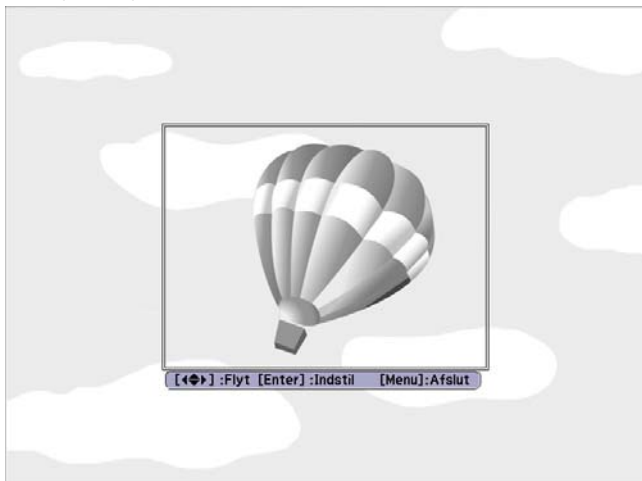 [◀◆▶] :Flyt [Enter] :Indstil [Menu]:Afslut